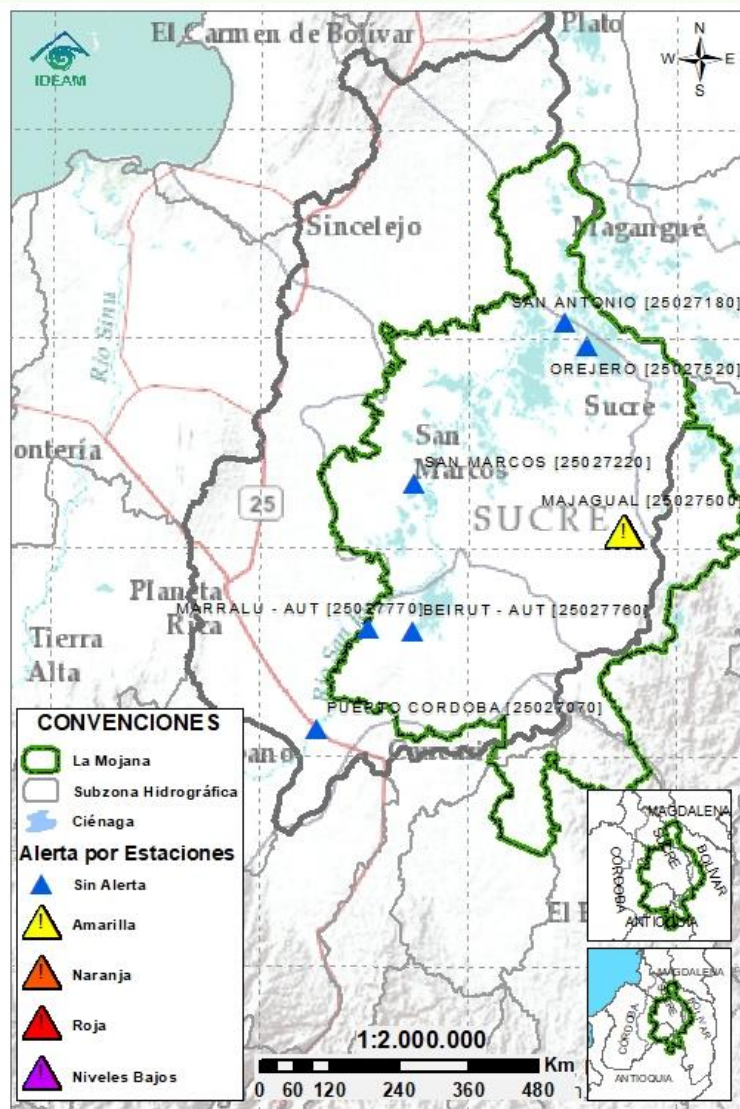 El Carmen de Bolívar
Plato
IDEAM
N
W
E
S
Sincelejo
Magangué
Río Sinu
SAN ANTONIO [25027180]
OREJERO [25027520]
Sucre
ontería
San
Marcos
SAN MARCOS [25027220]
25
MAJAGUAL [25027500]
SUCRE
Planeta
Rica
MARRALU - AUT [25027770]
BEIRUT - AUT [25027760]
Tierra
Alta
PUERTO CORDOBA [25027070]
CONVENCIONES
La Mojana
Subzona Hidrográfica
Ciénaga
Alerta por Estaciones
Sin Alerta
Amarilla
Naranja
Roja
Niveles Bajos
MAGDALENA
SUCRE
BOLÍVAR
CÓRDOBA
ANTIOQUIA
MAGDALENA
BOLÍVAR
CÓRDOBA
ANTIOQUIA
1:2.000.000
Km
0 60 120 240 360 480